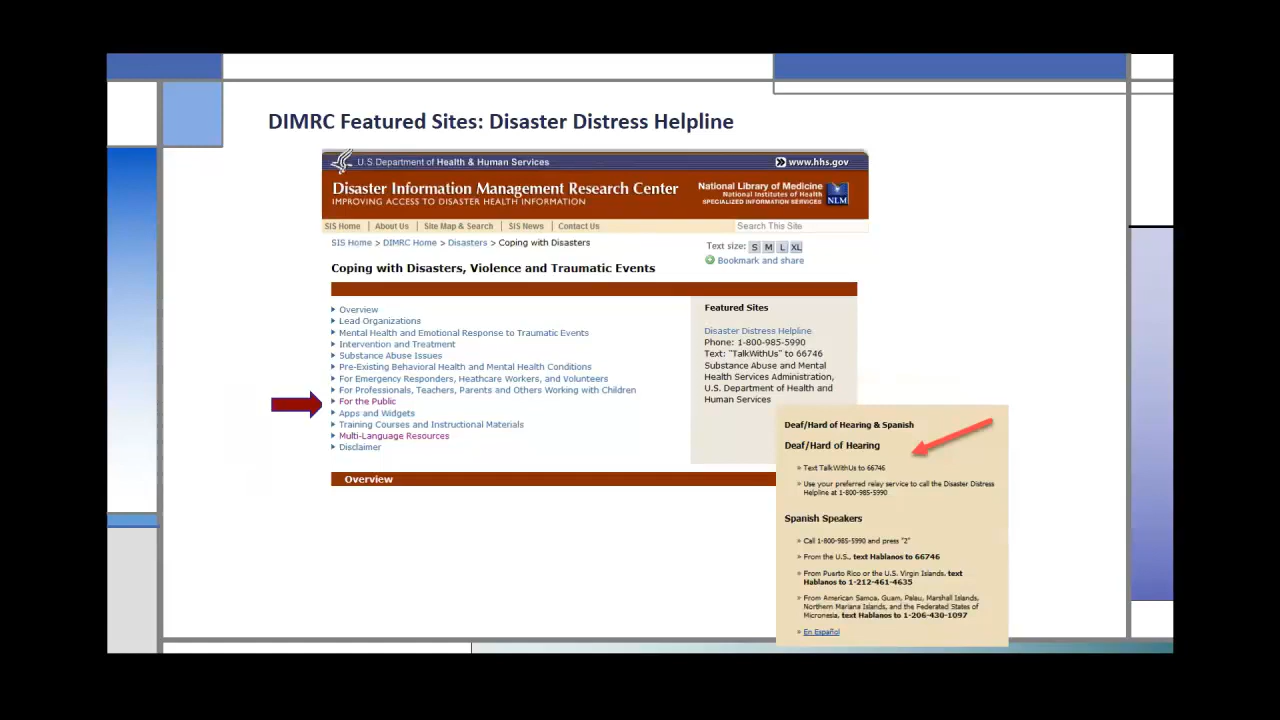 DIMRC Featured Sites: Disaster Distress Helpline
U.S Department of Health & Human Services
www.hhs.gov
Disaster Information Management Research Center
IMPROVING ACCESS TO DISASTER HEALTH INFORMATION
National Library of Medicine
National Institutes of Health
SPECIALIZED INFORMATION SERVICES
NLM
SIS Home | About Us | Site Map & Search | SIS News | Contact Us
Search This Site
SIS Home > DIMRC Home > Disasters > Coping with Disasters
Text size: S M L XL
Bookmark and share
Coping with Disasters, Violence and Traumatic Events
Overview
Lead Organizations
Mental Health and Emotional Response to Traumatic Events
Intervention and Treatment
Substance Abuse Issues
Pre-Existing Behavioral Health and Mental Health Conditions
For Emergency Responders, Heathcare Workers, and Volunteers
For Professionals, Teachers, Parents and Others Working with Children
For the Public
Apps and Widgets
Training Courses and Instructional Materials
Multi-Language Resources
Disclaimer
Overview
Featured Sites
Disaster Distress Helpline
Phone: 1-800-985-5990
Text: "TalkWithUs" to 66746
Substance Abuse and Mental
Health Services Administration,
U.S. Department of Health and
Human Services
Deaf/Hard of Hearing & Spanish
Deaf/Hard of Hearing
» Text TalkWithUs to 66746
» Use your preferred relay service to call the Disaster Distress
Helpline at 1-800-985-5990
Spanish Speakers
» Call 1-800-985-5990 and press "2"
» From the U.S., text Hablanos to 66746
» From Puerto Rico or the U.S. Virgin Islands, text
Hablanos to 1-212-461-4635
» From American Samoa, Guam, Palau, Marshall Islands,
Northern Mariana Islands, and the Federated States of
Micronesia, text Hablanos to 1-206-430-1097
» En Español